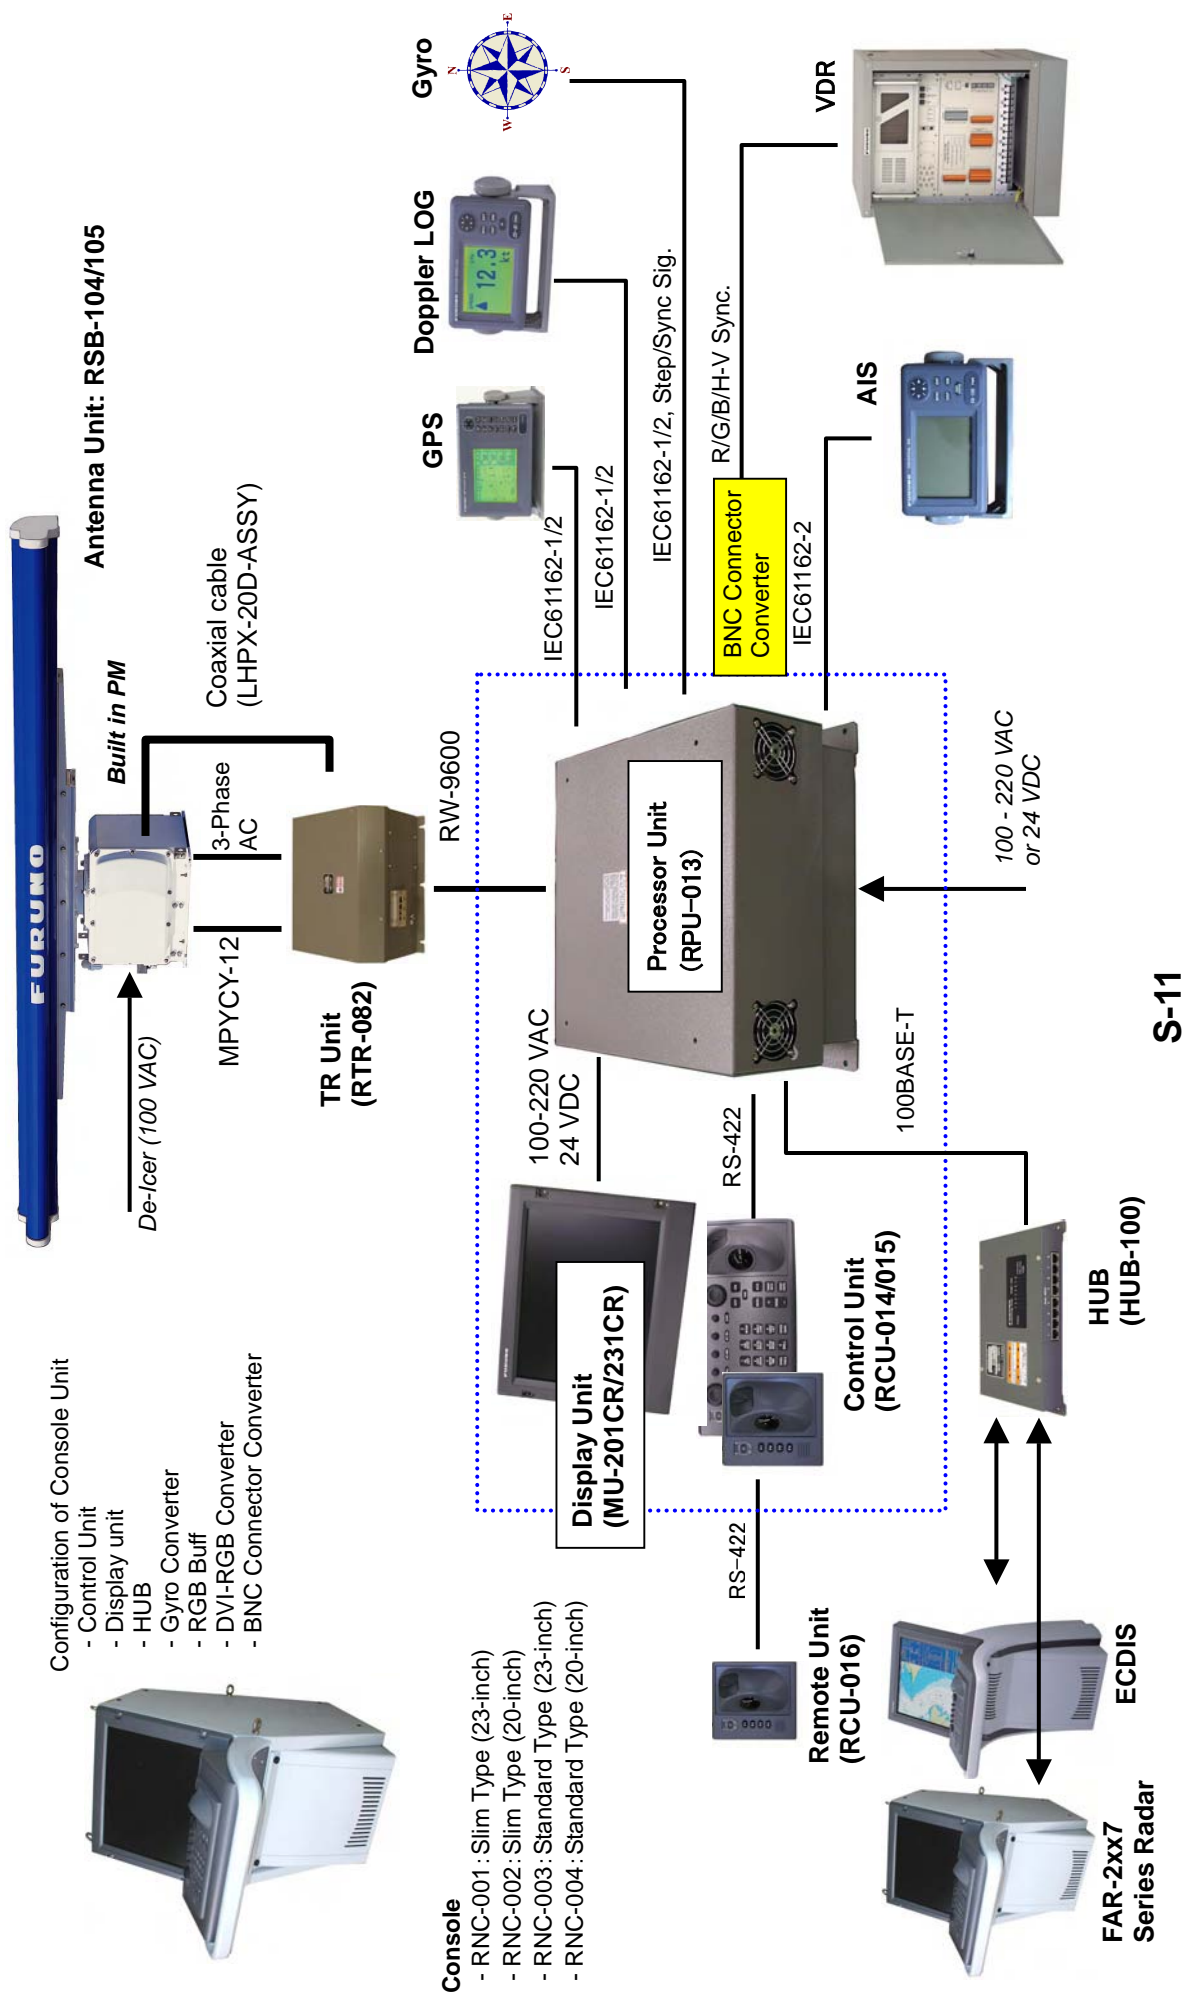 FURUNO
Antenna Unit: RSB-104/105
Built in PM
De-Icer (100 VAC)
MPYCY-12
3-Phase
AC
Coaxial cable
(LHPX-20D-ASSY)
TR Unit
(RTR-082)
RW-9600
Configuration of Console Unit
- Control Unit
- Display unit
- HUB
- Gyro Converter
- RGB Buff
- DVI-RGB Converter
- BNC Connector Converter
Console
- RNC-001: Slim Type (23-inch)
- RNC-002: Slim Type (20-inch)
- RNC-003: Standard Type (23-inch)
- RNC-004: Standard Type (20-inch)
GPS
Doppler LOG
12.3
kt
Gyro
N
E
S
W
IEC61162-1/2
IEC61162-1/2
IEC61162-1/2, Step/Sync Sig.
100-220 VAC
24 VDC
Display Unit
(MU-201CR/231CR)
Processor Unit
(RPU-013)
BNC Connector
Converter
R/G/B/H-V Sync.
VDR
IEC61162-2
AIS
RS-422
RS-422
Control Unit
(RCU-014/015)
Remote Unit
(RCU-016)
100BASE-T
100 - 220 VAC
or 24 VDC
HUB
(HUB-100)
ECDIS
FAR-2xx7
Series Radar
S-11